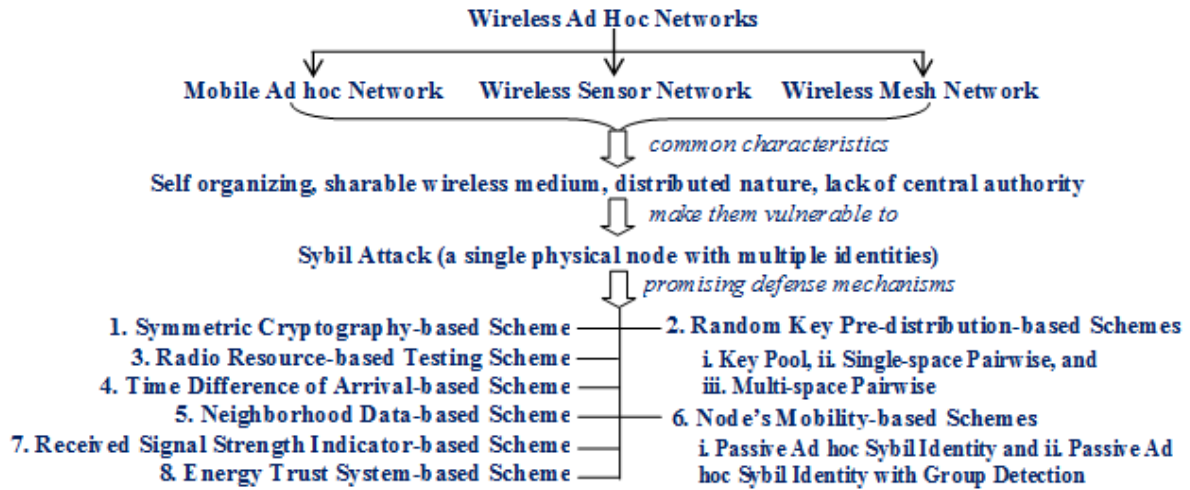 Wireless Ad Hoc Networks
Mobile Ad hoc Network Wireless Sensor Network Wireless Mesh Network
common characteristics
Self organizing, sharable wireless medium, distributed nature, lack of central authority
make them vulnerable to
Sybil Attack (a single physical node with multiple identities)
promising defense mechanisms
1. Symmetric Cryptography-based Scheme
2. Random Key Pre-distribution-based Schemes
i. Key Pool, ii. Single-space Pairwise, and
iii. Multi-space Pairwise
3. Radio Resource-based Testing Scheme
4. Time Difference of Arrival-based Scheme
5. Neighborhood Data-based Scheme
6. Node's Mobility-based Schemes
i. Passive Ad hoc Sybil Identity and ii. Passive Ad
hoc Sybil Identity with Group Detection
7. Received Signal Strength Indicator-based Scheme
8. Energy Trust System-based Scheme